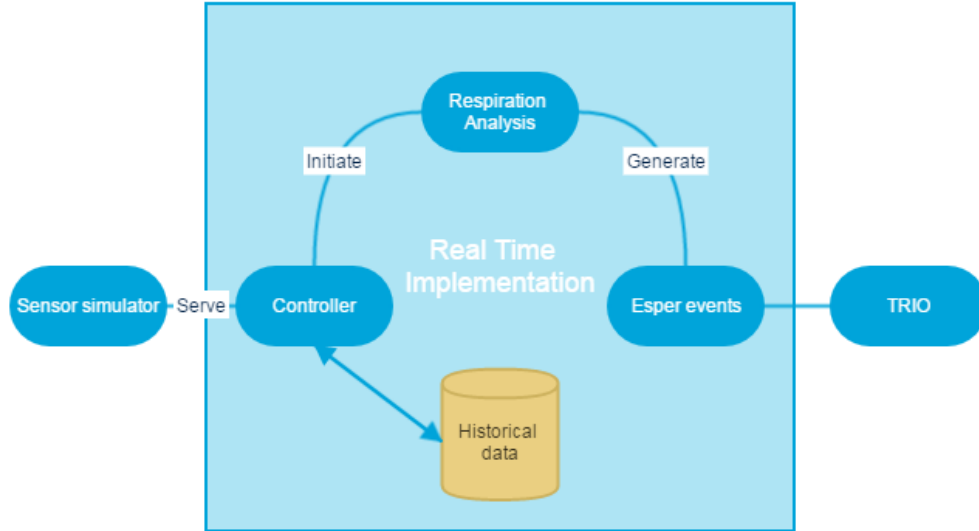 Respiration
Analysis
Initiate
Generate
Real Time
Implementation
Sensor simulator
Serve
Controller
Esper events
TRIO
Historical
data